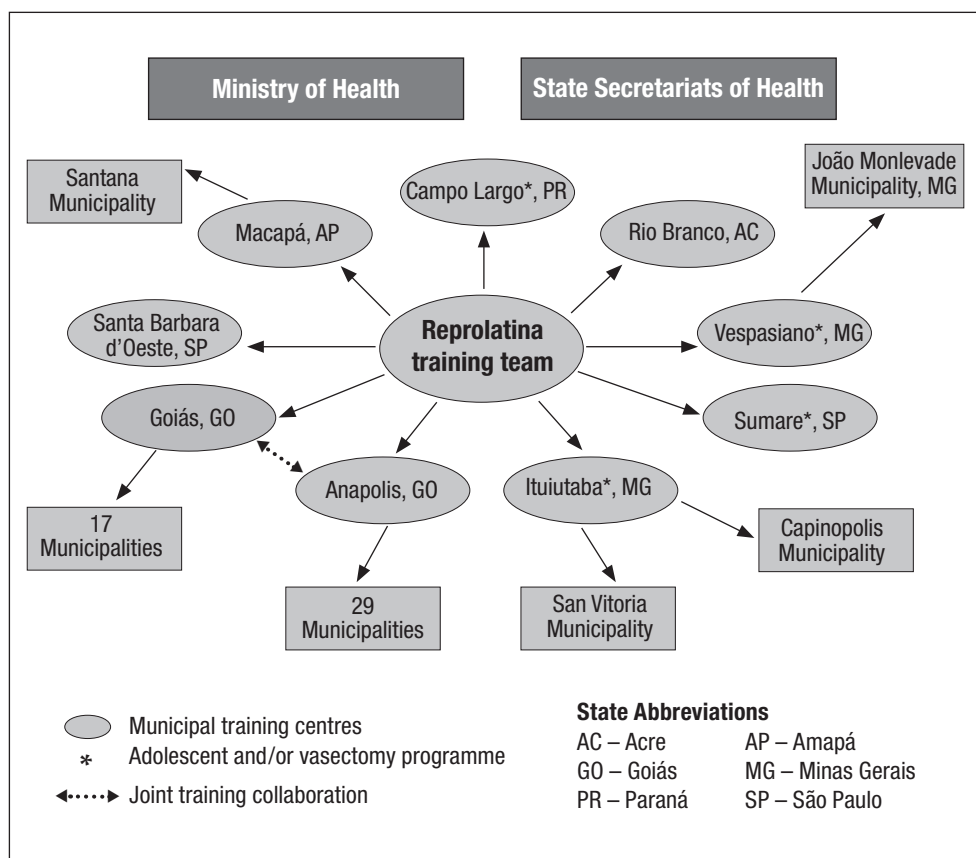 Ministry of Health
State Secretariats of Health
Santana
Municipality
Campo Largo*, PR
João Monlevade
Municipality, MG
Macapá, AP
Rio Branco, AC
Santa Barbara
d'Oeste, SP
Reprolatina
training team
Vespasiano*, MG
Goiás, GO
Sumare*, SP
Anapolis, GO
Ituiutaba*, MG
17
Municipalities
Capinopolis
Municipality
29
Municipalities
San Vitoria
Municipality
Municipal training centres
* Adolescent and/or vasectomy programme
Joint training collaboration
State Abbreviations
AC – Acre AP – Amapá
GO – Goiás MG – Minas Gerais
PR – Paraná SP – São Paulo